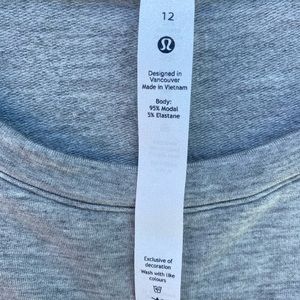 12
Designed in
Vancouver
Made in Vietnam
Body:
95% Modal
5% Elastane
Exclusive of
decoration
Wash with like
colours